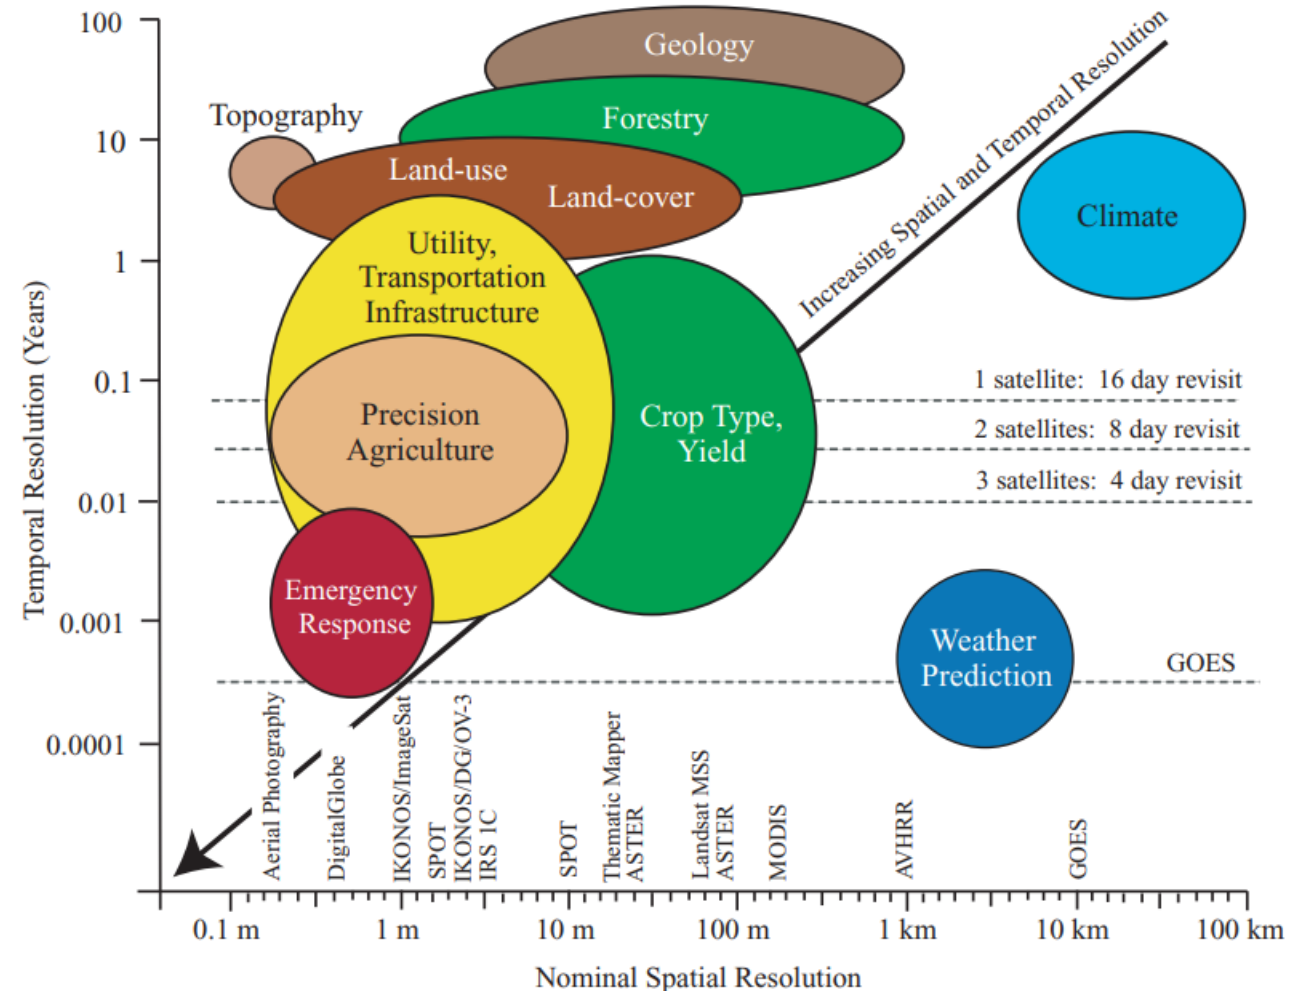 100
Geology
Increasing Spatial and Temporal Resolution
Topography
Forestry
10
Land-use
Land-cover
Climate
Utility,
Transportation
Infrastructure
1
Temporal Resolution (Years)
0.1
1 satellite: 16 day revisit
Precision
Agriculture
Crop Type,
Yield
2 satellites: 8 day revisit
3 satellites: 4 day revisit
0.01
Emergency
Response
0.001
Weather
Prediction
GOES
0.0001
Aerial Photography
DigitalGlobe
IKONOS/ImageSat
SPOT
IKONOS/DG/OV-3
IRS 1C
SPOT
Thematic Mapper
ASTER
Landsat MSS
ASTER
MODIS
AVHRR
GOES
0.1 m
1 m
10 m
100 m
1 km
10 km
100 km
Nominal Spatial Resolution